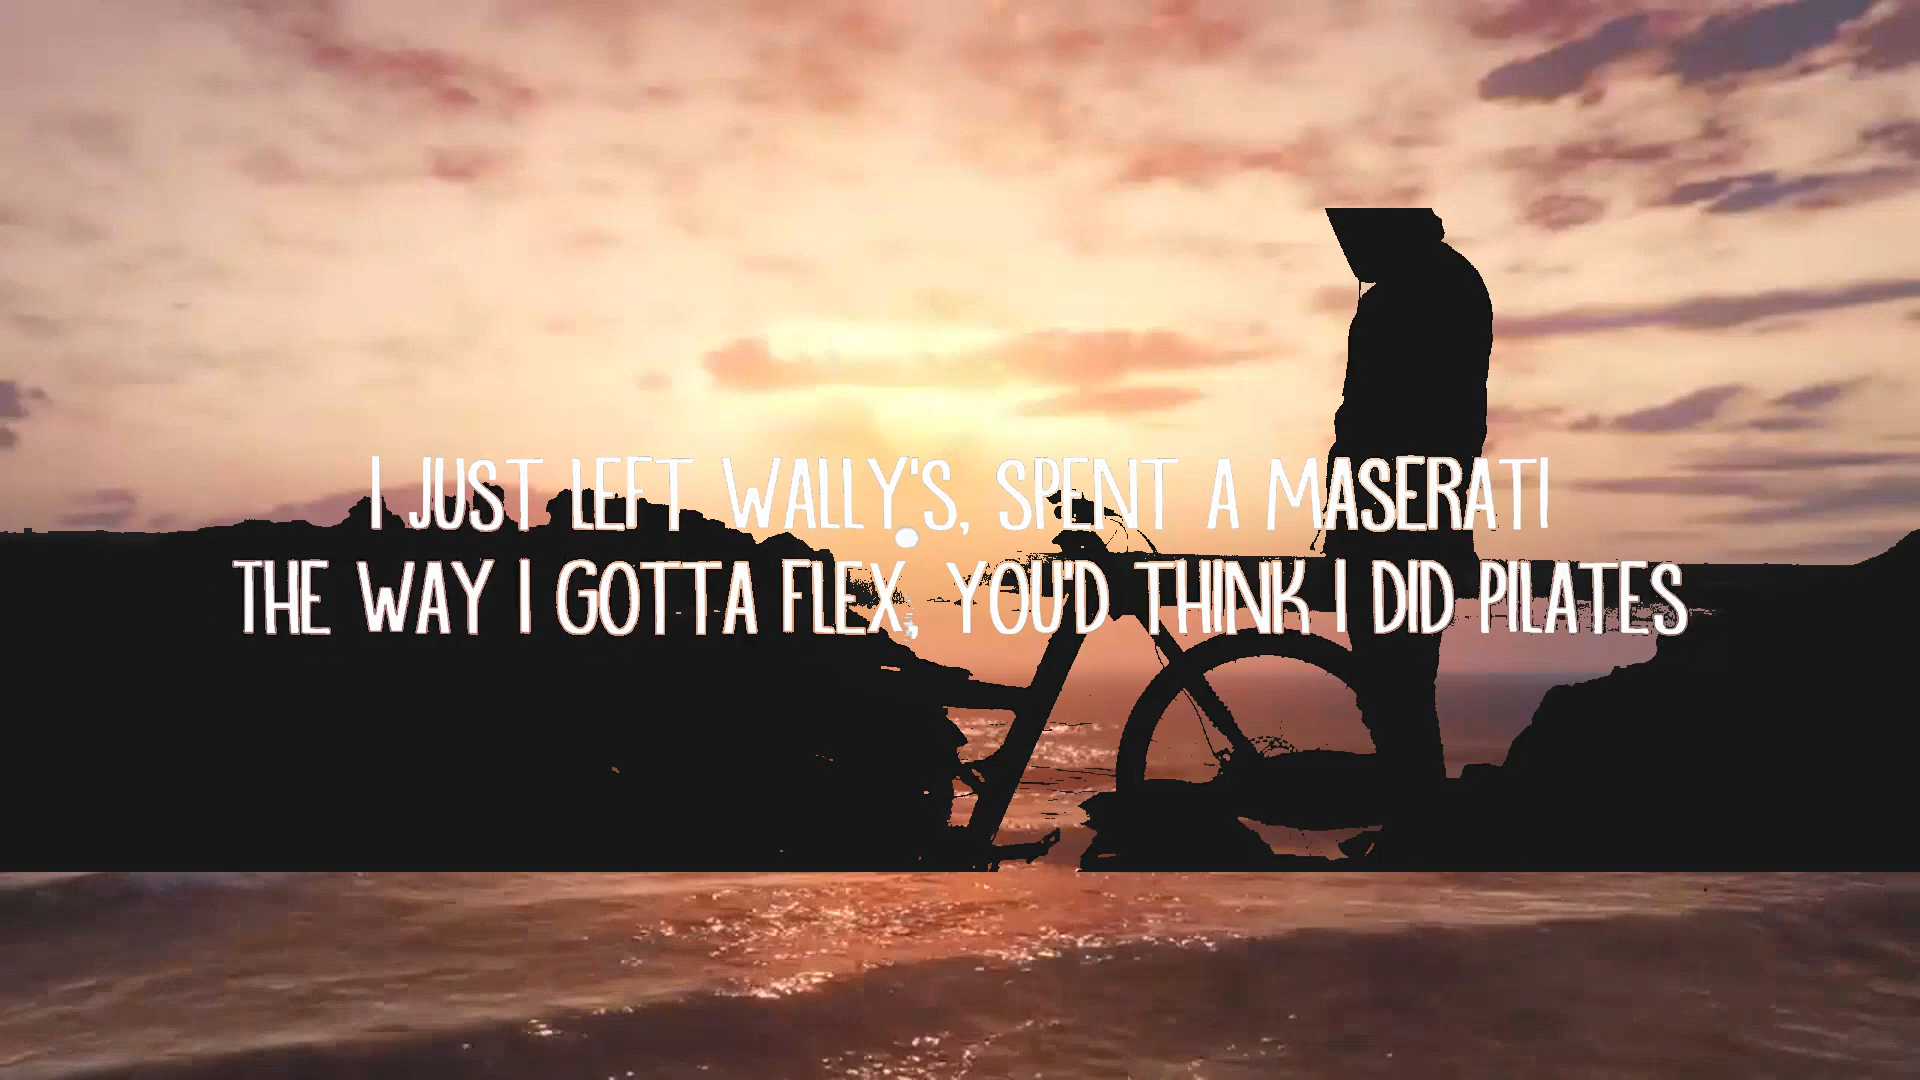 I JUST LEFT WALLY'S, SPENT A MASERATI
THE WAY I GOTTA FLEX, YOU'D THINK I DID PILATES